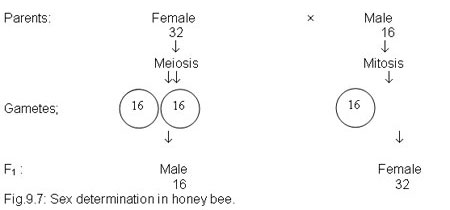 Parents: Female × Male
32 16
Meiosis Mitosis
Gametes; 16 16 16
F₁ : Male Female
16 32
Fig.9.7: Sex determination in honey bee.